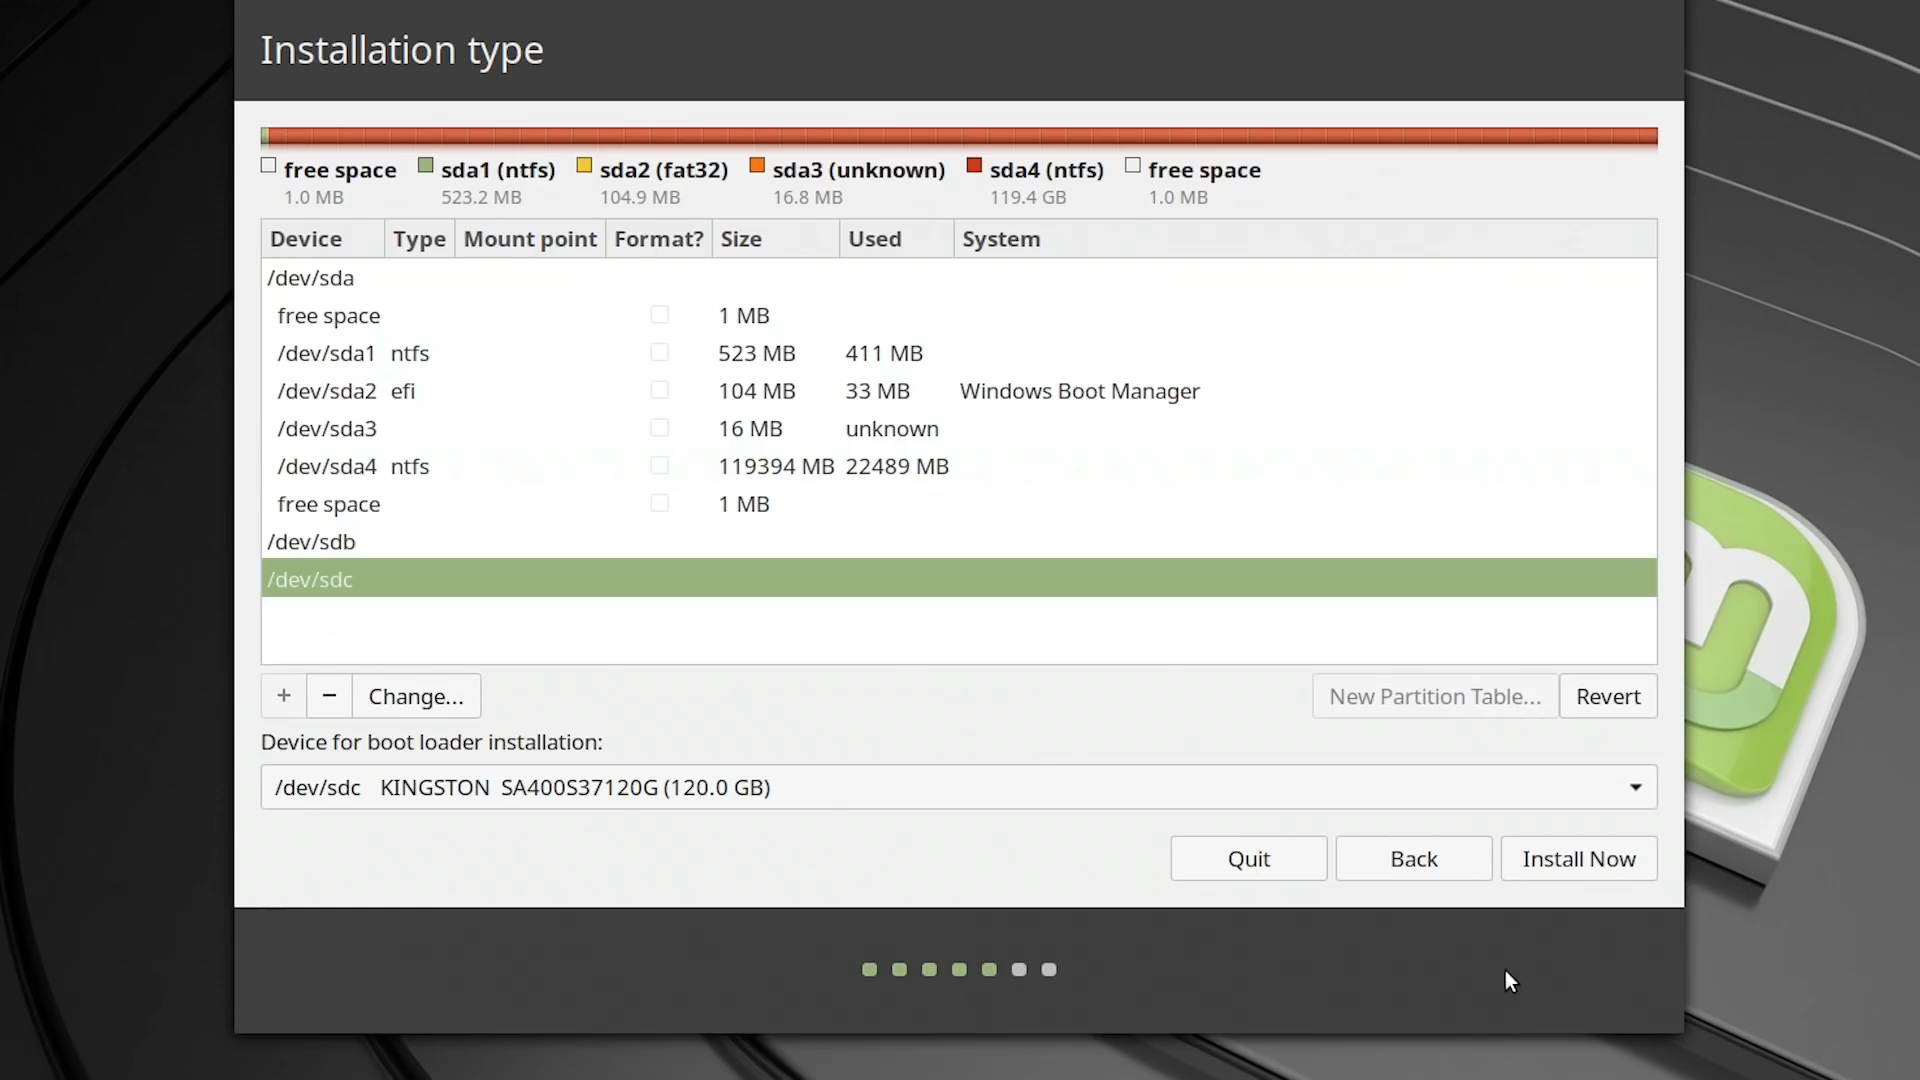 Installation type
free space sda1 (ntfs) sda2 (fat32) sda3 (unknown) sda4 (ntfs) free space
1.0 MB 523.2 MB 104.9 MB 16.8 MB 119.4 GB 1.0 MB
Device Type Mount point Format? Size Used System
/dev/sda
free space 1 MB
/dev/sda1 ntfs 523 MB 411 MB
/dev/sda2 efi 104 MB 33 MB Windows Boot Manager
/dev/sda3 16 MB unknown
/dev/sda4 ntfs 119394 MB 22489 MB
free space 1 MB
/dev/sdb
/dev/sdc
+ − Change... New Partition Table... Revert
Device for boot loader installation:
/dev/sdc KINGSTON SA400S37120G (120.0 GB)
Quit Back Install Now